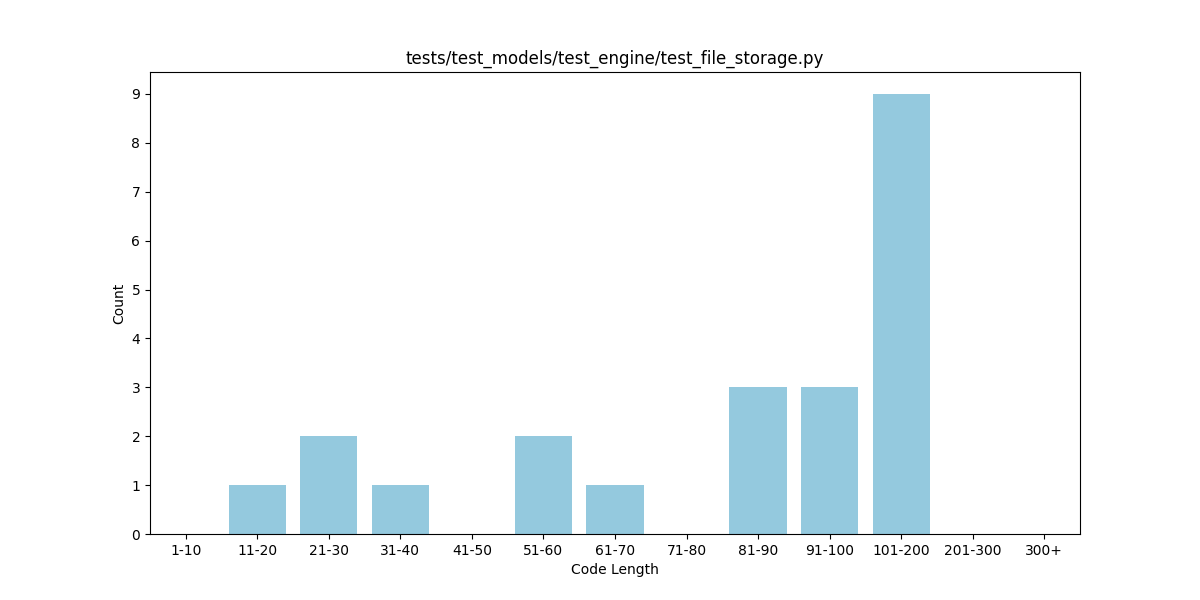 tests/test_models/test_engine/test_file_storage.py
Count
9
8
7
6
5
4
3
2
1
0
1-10 11-20 21-30 31-40 41-50 51-60 61-70 71-80 81-90 91-100 101-200 201-300 300+
Code Length